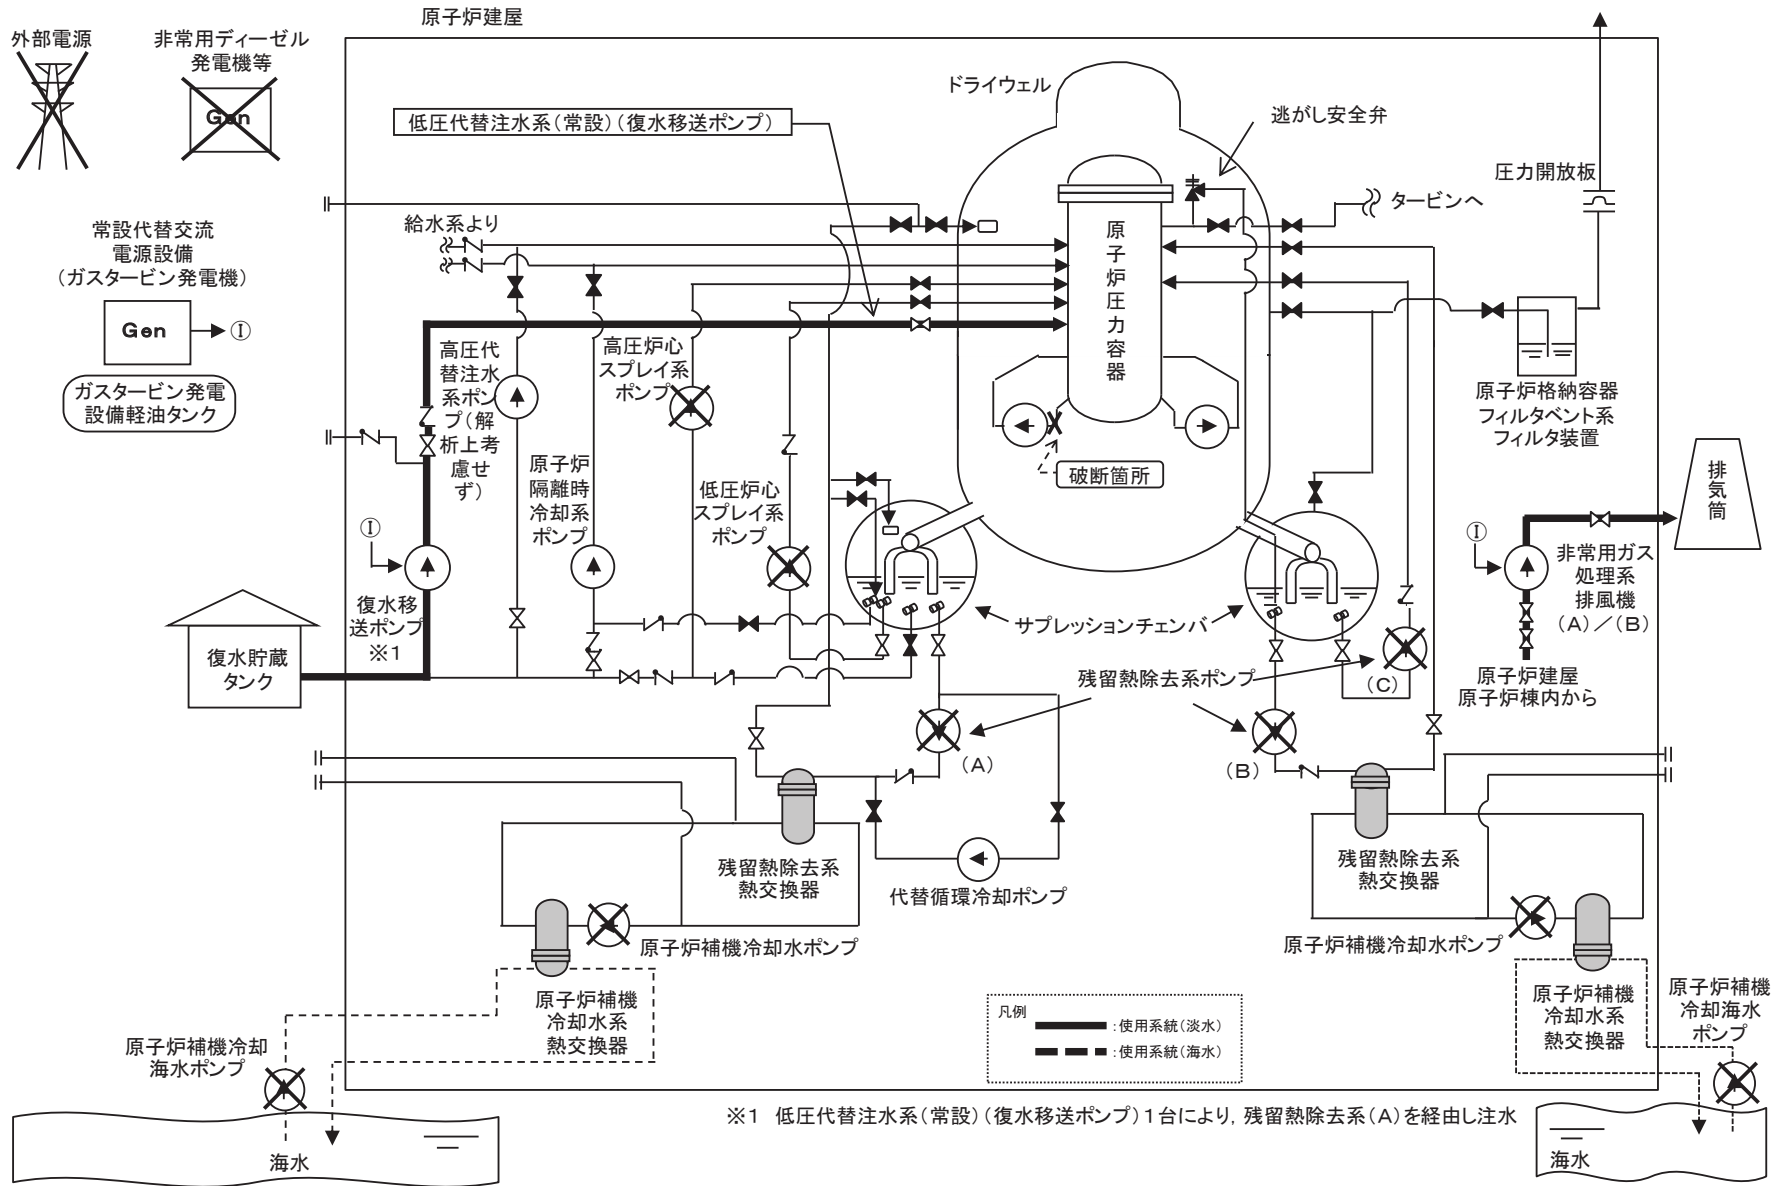 原子炉建屋
外部電源
非常用ディーゼル
発電機等
Gen
ドライウェル
低圧代替注水系(常設)(復水移送ポンプ)
逃がし安全弁
圧力開放板
タービンへ
給水系より
常設代替交流
電源設備
(ガスタービン発電機)
Gen
Ⓘ
ガスタービン発電
設備軽油タンク
原
子
炉
圧
力
容
器
高圧代
替注水
系ポン
プ(解
析上考
慮せ
ず)
高圧炉心
スプレイ系
ポンプ
原子炉
隔離時
冷却系
ポンプ
低圧炉心
スプレイ系
ポンプ
破断箇所
原子炉格納容器
フィルタベント系
フィルタ装置
排
気
筒
Ⓘ
Ⓘ
非常用ガス
処理系
排風機
(A)/(B)
復水移
送ポンプ
※1
サプレッションチェンバ
復水貯蔵
タンク
残留熱除去系ポンプ
(C)
原子炉建屋
原子炉棟内から
(A)
(B)
残留熱除去系
熱交換器
代替循環冷却ポンプ
残留熱除去系
熱交換器
原子炉補機冷却水ポンプ
原子炉補機冷却水ポンプ
原子炉補機
冷却水系
熱交換器
原子炉補機冷却
海水ポンプ
凡例
:使用系統(淡水)
:使用系統(海水)
原子炉補機
冷却水系
熱交換器
原子炉補機
冷却海水
ポンプ
※1 低圧代替注水系(常設)(復水移送ポンプ)1台により,残留熱除去系(A)を経由し注水
海水
海水